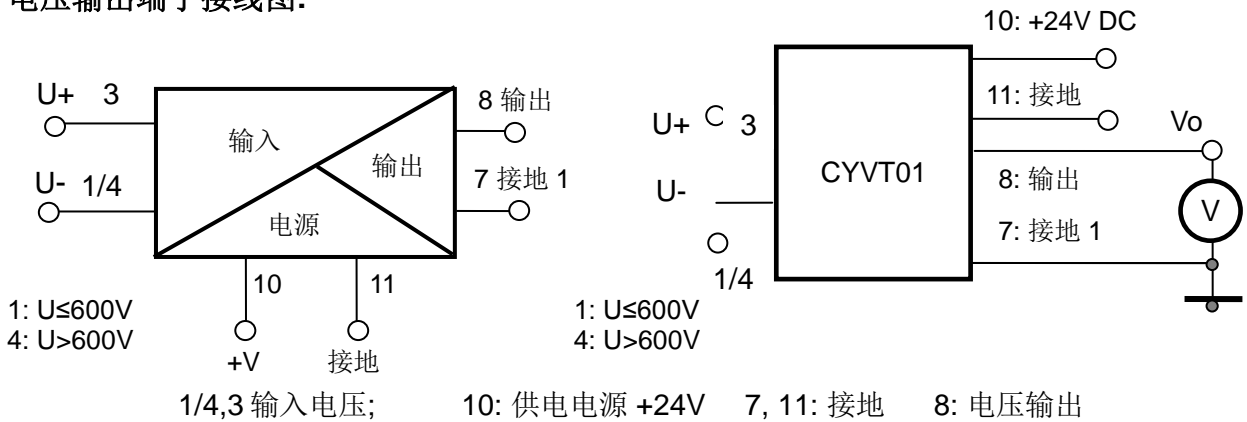 电压输出端子接线图:
10: +24V DC
U+ 3
8 输出
输入
11: 接地
U+ 3
Vo
输出
CYVT01
U- 1/4
7 接地 1
U-
8: 输出
V
电源
7: 接地 1
10
11
1/4
1: U≤600V
4: U>600V
+V
接地
1: U≤600V
4: U>600V
1/4,3 输入电压; 10: 供电电源 +24V 7, 11: 接地 8: 电压输出